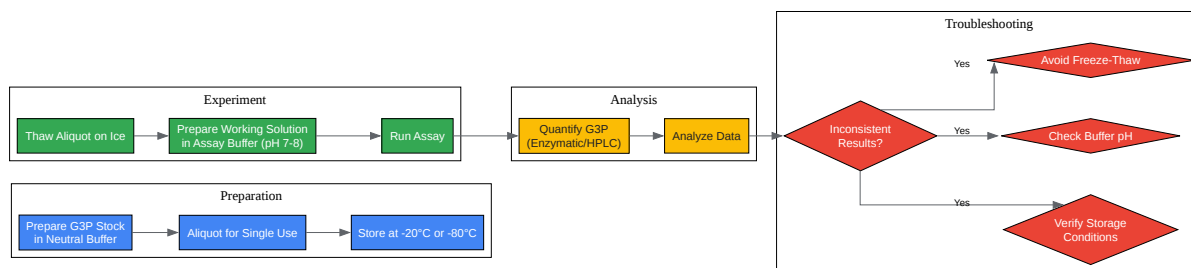 Troubleshooting
Yes
Avoid Freeze-Thaw
Experiment
Thaw Aliquot on Ice
Prepare Working Solution
in Assay Buffer (pH 7-8)
Run Assay
Analysis
Quantify G3P
(Enzymatic/HPLC)
Analyze Data
Inconsistent
Results?
Yes
Check Buffer pH
Preparation
Prepare G3P Stock
in Neutral Buffer
Aliquot for Single Use
Store at -20°C or -80°C
Yes
Verify Storage
Conditions